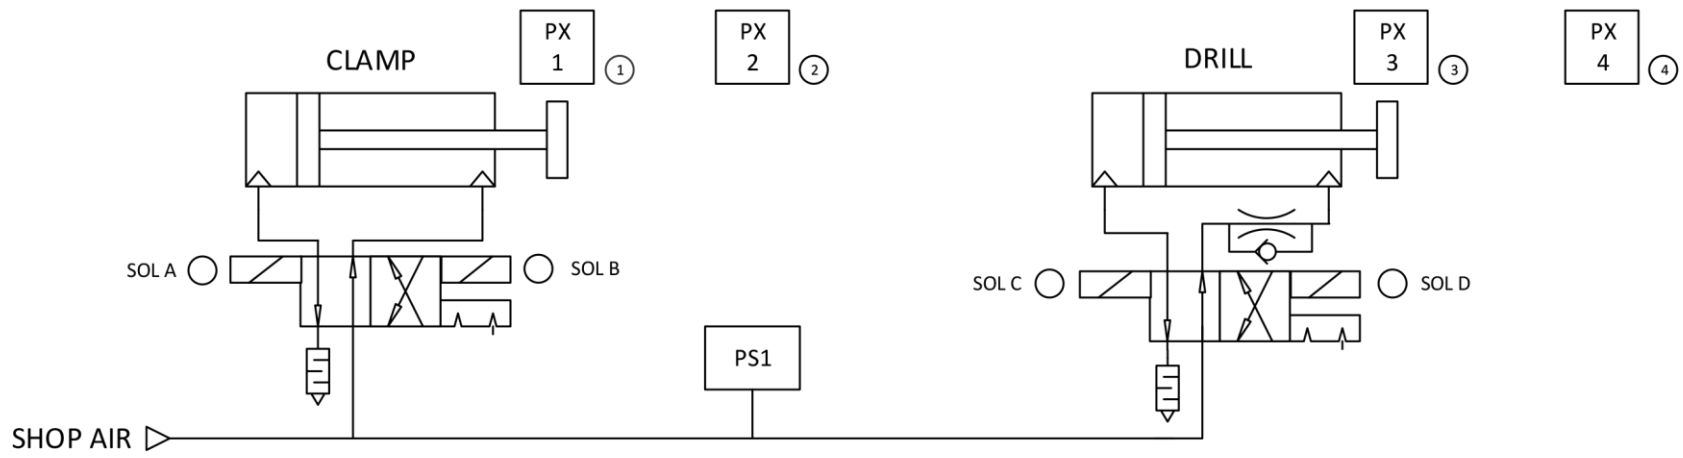 CLAMP
PX
1
1
PX
2
2
DRILL
PX
3
3
PX
4
4
SOL A
SOL B
SOL C
SOL D
PS1
SHOP AIR